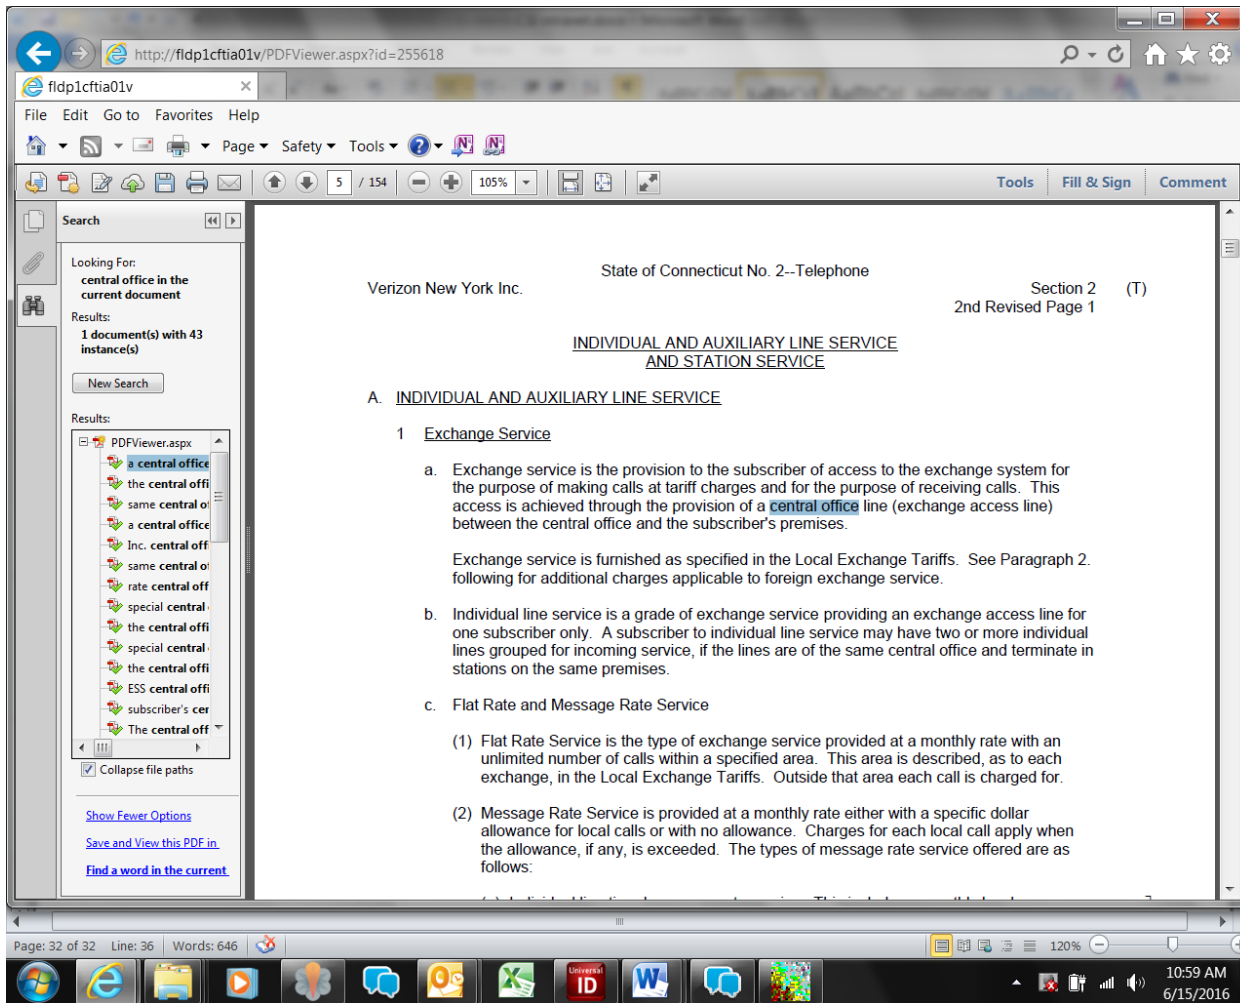 http://fldp1cftia01v/PDFViewer.aspx?id=255618
fldp1cftia01v
File Edit Go to Favorites Help
Page Safety Tools
5 / 154 105% Tools Fill & Sign Comment
Search
Looking For:
central office in the
current document
Results:
1 document(s) with 43
instance(s)
New Search
Results:
PDFViewer.aspx
a central office
the central offi
same central of
a central office
Inc. central offi
same central of
rate central off
special central
the central offi
special central
the central offi
ESS central offi
subscriber's cer
The central off
Collapse file paths
Show Fewer Options
Save and View this PDF in
Find a word in the current
State of Connecticut No. 2--Telephone
Verizon New York Inc. Section 2 (T)
2nd Revised Page 1
INDIVIDUAL AND AUXILIARY LINE SERVICE
AND STATION SERVICE
A. INDIVIDUAL AND AUXILIARY LINE SERVICE
1 Exchange Service
a. Exchange service is the provision to the subscriber of access to the exchange system for
the purpose of making calls at tariff charges and for the purpose of receiving calls. This
access is achieved through the provision of a central office line (exchange access line)
between the central office and the subscriber's premises.
Exchange service is furnished as specified in the Local Exchange Tariffs. See Paragraph 2.
following for additional charges applicable to foreign exchange service.
b. Individual line service is a grade of exchange service providing an exchange access line for
one subscriber only. A subscriber to individual line service may have two or more individual
lines grouped for incoming service, if the lines are of the same central office and terminate in
stations on the same premises.
c. Flat Rate and Message Rate Service
(1) Flat Rate Service is the type of exchange service provided at a monthly rate with an
unlimited number of calls within a specified area. This area is described, as to each
exchange, in the Local Exchange Tariffs. Outside that area each call is charged for.
(2) Message Rate Service is provided at a monthly rate either with a specific dollar
allowance for local calls or with no allowance. Charges for each local call apply when
the allowance, if any, is exceeded. The types of message rate service offered are as
follows:
Page: 32 of 32 Line: 36 Words: 646 120%
Universal
ID
10:59 AM
6/15/2016